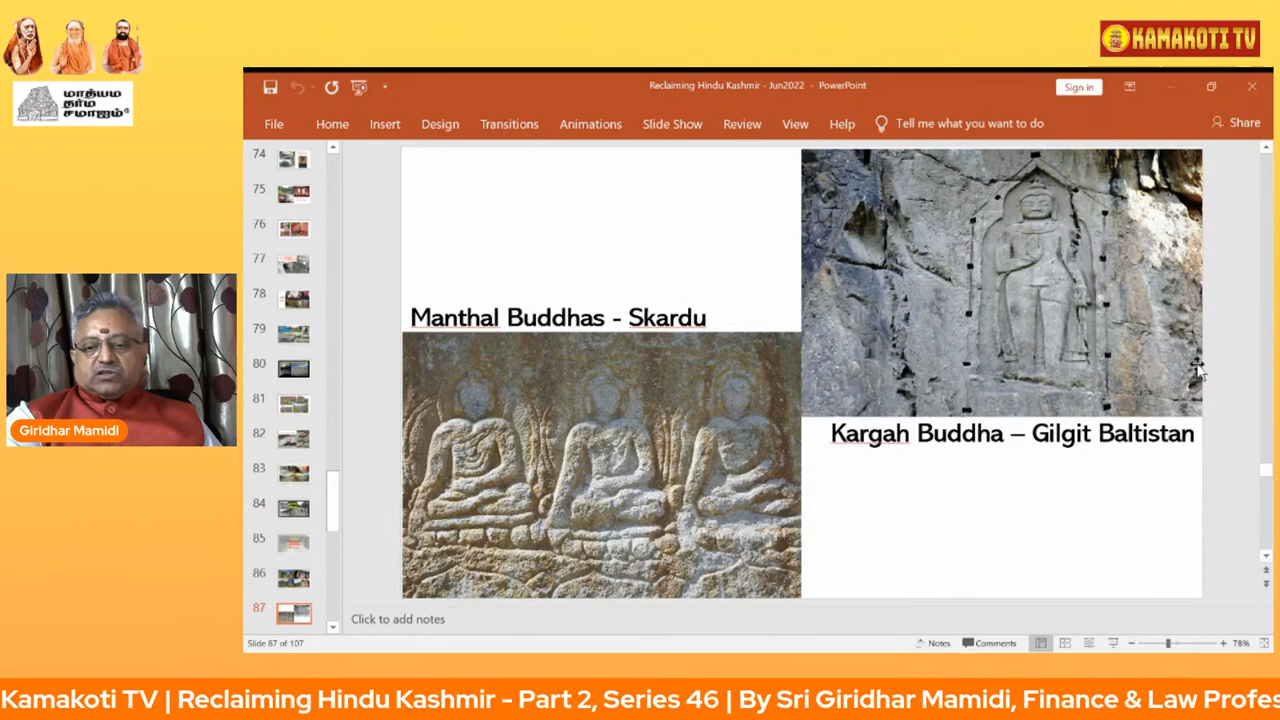 KAMAKOTI TV
மாத்யம
தர்ம
சமாஜம்®
Reclaiming Hindu Kashmir - Jun2022 - PowerPoint
Sign in
File Home Insert Design Transitions Animations Slide Show Review View Help Tell me what you want to do Share
74
75
76
77
78
79
80
81
82
83
84
85
86
87
Manthal Buddhas - Skardu
Kargah Buddha – Gilgit Baltistan
Giridhar Mamidi
Click to add notes
Slide 87 of 107
Notes Comments 78%
Kamakoti TV | Reclaiming Hindu Kashmir - Part 2, Series 46 | By Sri Giridhar Mamidi, Finance & Law Profes